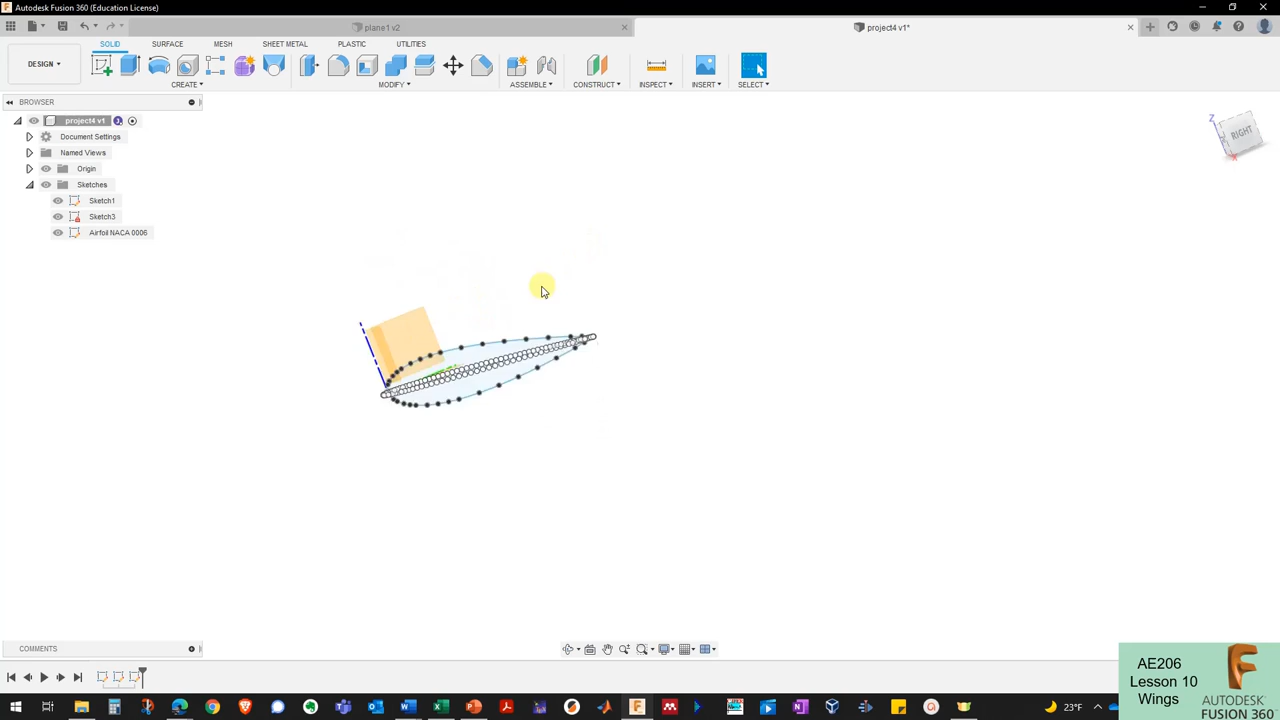 Autodesk Fusion 360 (Education License)
plane1 v2
project4 v1*
DESIGN
SOLID SURFACE MESH SHEET METAL PLASTIC UTILITIES
CREATE MODIFY ASSEMBLE CONSTRUCT INSPECT INSERT SELECT
BROWSER
project4 v1
Document Settings
Named Views
Origin
Sketches
Sketch1
Sketch3
Airfoil NACA 0006
Z
RIGHT
X
COMMENTS
AE206
Lesson 10
Wings
AUTODESK
FUSION 360
23°F